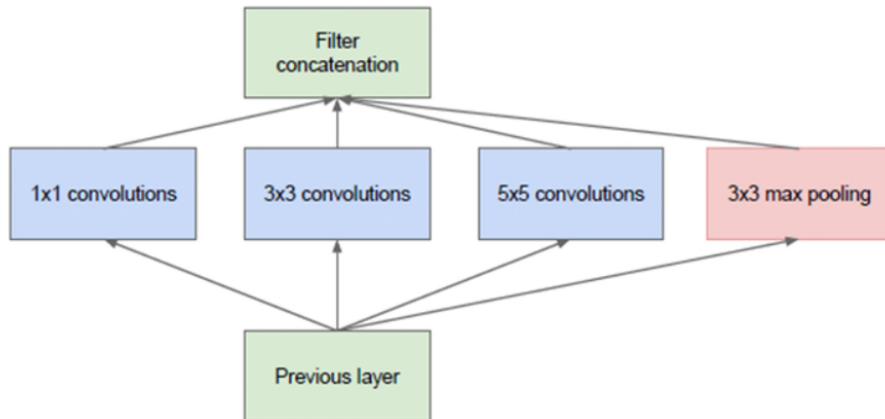 Filter
concatenation
1x1 convolutions
3x3 convolutions
5x5 convolutions
3x3 max pooling
Previous layer